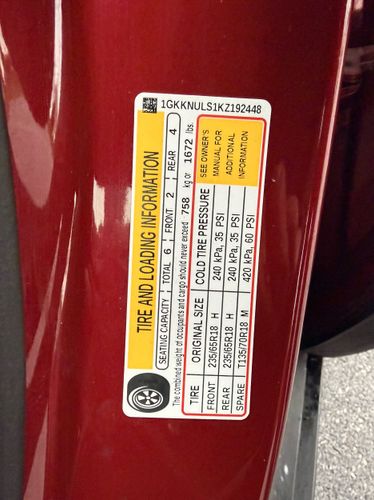 1GKKNULS1KZ192448
TIRE AND LOADING INFORMATION
SEATING CAPACITY TOTAL 6 FRONT 2 REAR 4
The combined weight of occupants and cargo should never exceed 758 kg or 1672 lbs.
TIRE ORIGINAL SIZE COLD TIRE PRESSURE
FRONT 235/65R18 H 240 kPa, 35 PSI
REAR 235/65R18 H 240 kPa, 35 PSI
SPARE T135/70R18 M 420 kPa, 60 PSI
SEE OWNER'S
MANUAL FOR
ADDITIONAL
INFORMATION